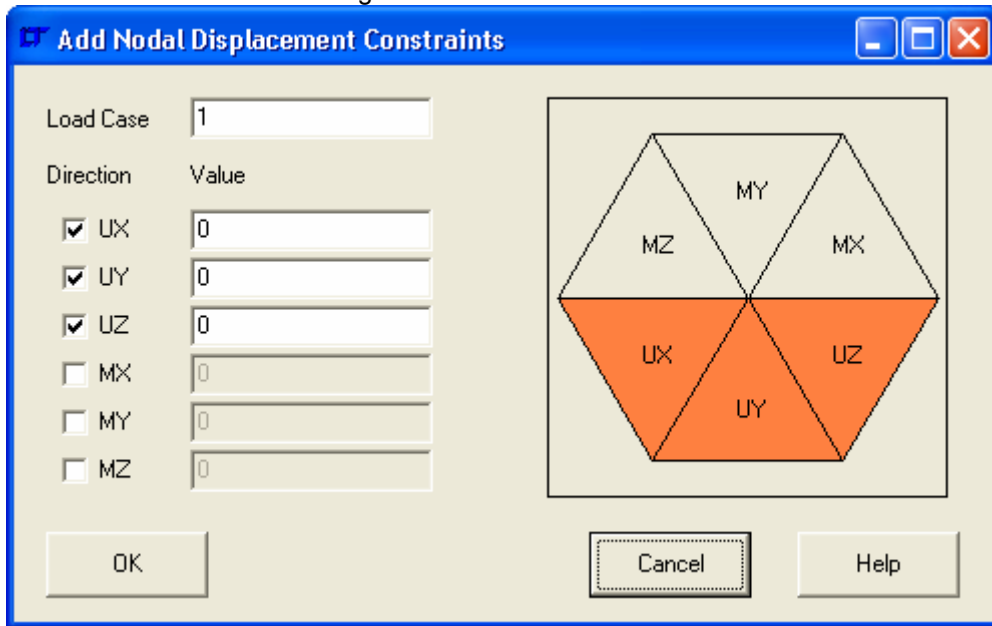 Add Nodal Displacement Constraints
Load Case 1
Direction Value
UX 0
UY 0
UZ 0
MX 0
MY 0
MZ 0
MY
MZ MX
UX UZ
UY
OK Cancel Help